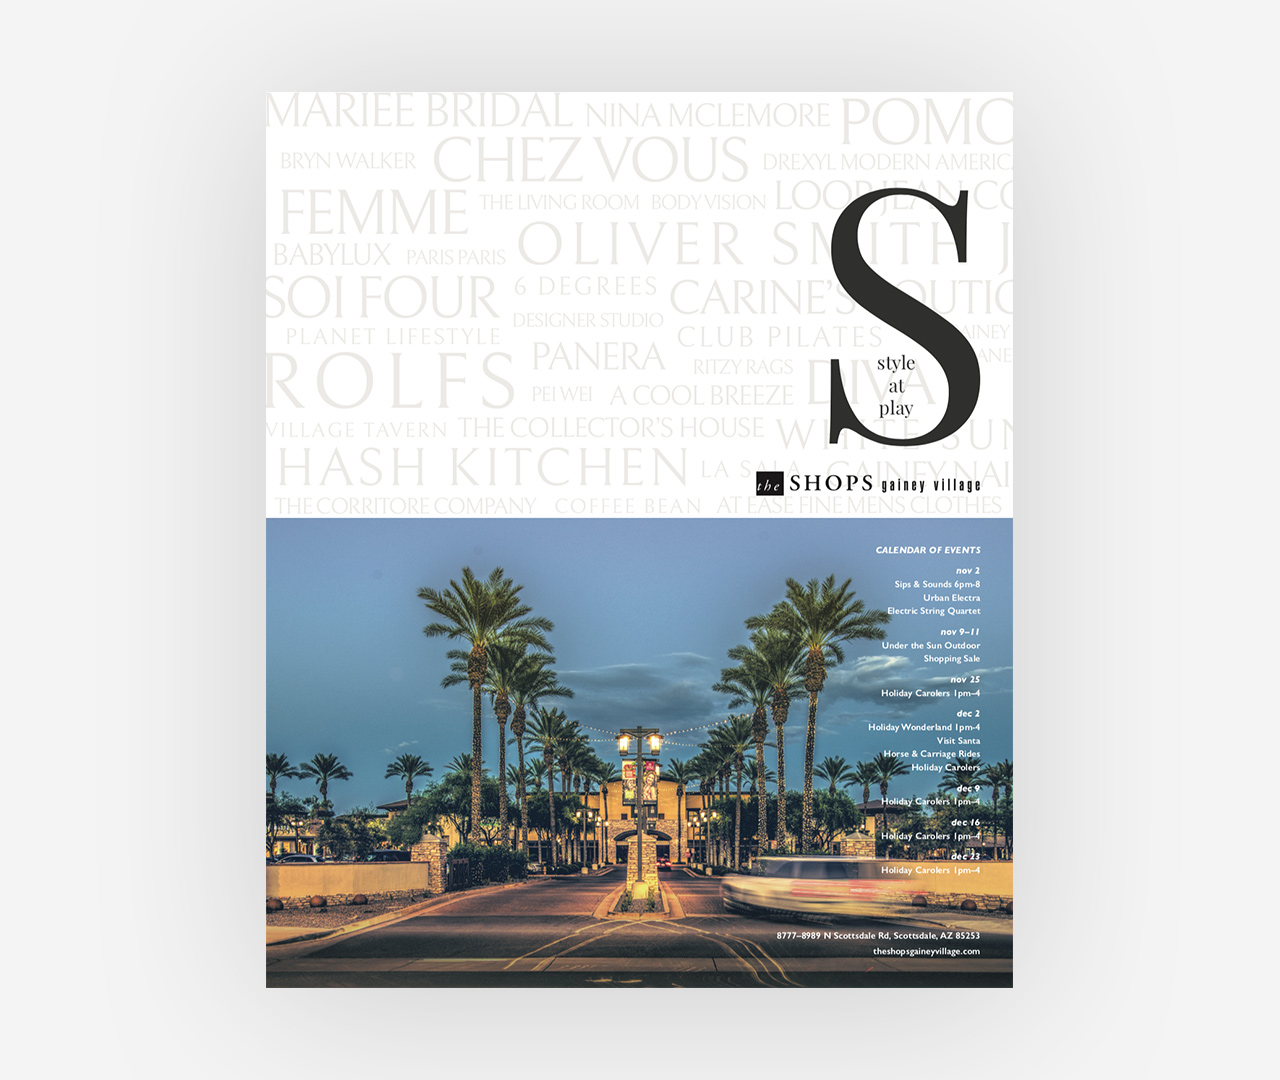 MARIEE BRIDAL NINA MCLEMORE POMO
BRYN WALKER CHEZ VOUS DREXYL MODERN AMERIC
FEMME THE LIVING ROOM BODY VISION LOOP JEAN CO
BABYLUX PARIS PARIS OLIVER SMITH J
SOI FOUR 6 DEGREES CARINE'S OUTIC
PLANET LIFESTYLE DESIGNER STUDIO CLUB PILATES AINEY
ROLFS PANERA RITZY RAGS DIVA ANE
PEI WEI A COOL BREEZE
S
style
at
play
VILLAGE TAVERN THE COLLECTOR'S HOUSE WHITE SUN
HASH KITCHEN LA SALA GAINEY NAI
the SHOPS gainey village
THE CORRITORE COMPANY COFFEE BEAN AT EASE FINE MENS CLOTHES
CALENDAR OF EVENTS
nov 2
Sips & Sounds 6pm-8
Urban Electra
Electric String Quartet
nov 9–11
Under the Sun Outdoor
Shopping Sale
nov 25
Holiday Carolers 1pm–4
dec 2
Holiday Wonderland 1pm-4
Visit Santa
Horse & Carriage Rides
Holiday Carolers
dec 9
Holiday Carolers 1pm–4
dec 16
Holiday Carolers 1pm–4
dec 23
Holiday Carolers 1pm–4
8777–8989 N Scottsdale Rd, Scottsdale, AZ 85253
theshopsgaineyvillage.com